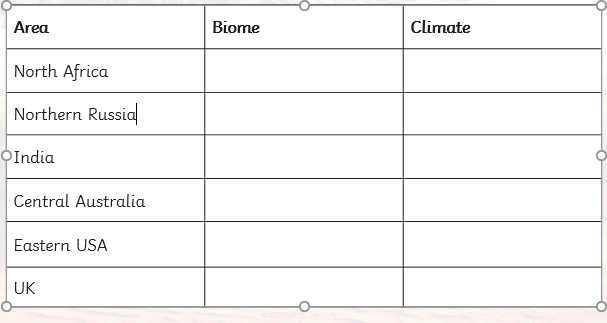 Area Biome Climate
North Africa
Northern Russia
India
Central Australia
Eastern USA
UK